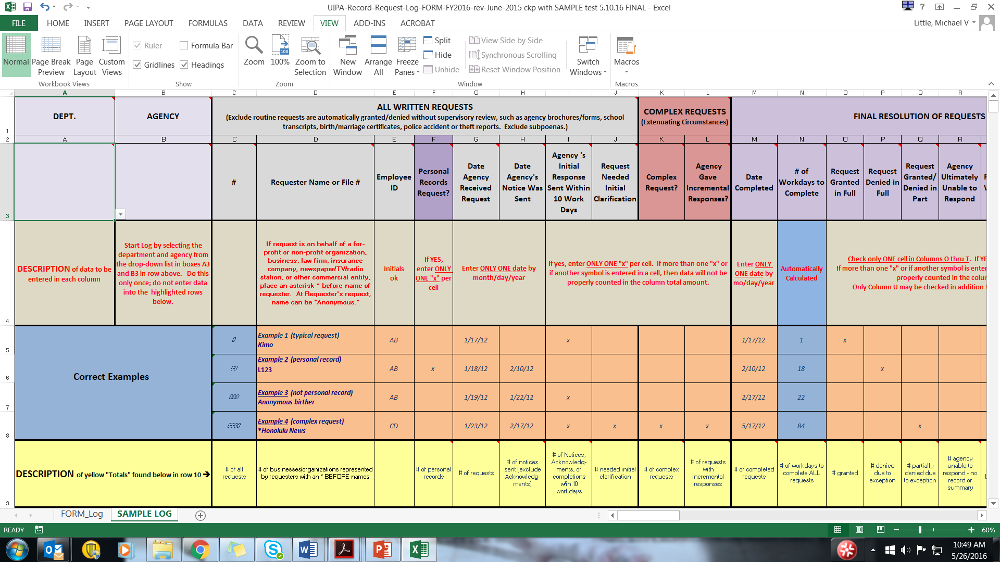 UIPA-Record-Request-Log-FORM-FY2016-rev-June-2015 ckp with SAMPLE test 5.10.16 FINAL - Excel
FILE HOME INSERT PAGE LAYOUT FORMULAS DATA REVIEW VIEW ADD-INS ACROBAT
Little, Michael V
Normal
Page Break
Preview
Page
Layout
Custom
Views
Workbook Views
Ruler
Formula Bar
Gridlines
Headings
Show
Zoom
100
100%
Zoom to
Selection
Zoom
New
Window
Arrange
All
Freeze
Panes
Split
Hide
Unhide
View Side by Side
Synchronous Scrolling
Reset Window Position
Window
Switch
Windows
Macros
Macros
A B C D E F G H I J K L M N O P Q R
1
DEPT.
AGENCY
ALL WRITTEN REQUESTS
(Exclude routine requests are automatically granted/denied without supervisory review, such as agency brochures/forms, school
transcripts, birth/marriage certificates, police accident or theft reports. Exclude subpoenas.)
COMPLEX REQUESTS
(Extenuating Circumstances)
FINAL RESOLUTION OF REQUESTS
2 A B C D E F G H I J K L M N O P Q R
3
#
Requester Name or File #
Employee
ID
Personal
Records
Request?
Date
Agency
Received
Request
Date
Agency's
Notice Was
Sent
Agency 's
Initial
Response
Sent Within
10 Work
Days
Request
Needed
Initial
Clarification
Complex
Request?
Agency
Gave
Incremental
Responses?
Date
Completed
# of
Workdays to
Complete
Request
Granted
in Full
Request
Denied in
Full
Request
Granted/
Denied in
Part
Agency
Ultimately
Unable to
Respond
4
DESCRIPTION of data to be
entered in each column
Start Log by selecting the
department and agency from
the drop-down list in boxes A3
and B3 in row above. Do this
only once; do not enter data
into the highlighted rows
below.
If request is on behalf of a for-
profit or non-profit organization,
business, law firm, insurance
company, newspaper/TV/radio
station, or other commercial entity,
place an asterisk * before name of
requester. At Requester's request,
name can be "Anonymous."
Initials
ok
If YES,
enter ONLY
ONE "x" per
cell
Enter ONLY ONE date by
month/day/year
If yes, enter ONLY ONE "x" per cell. If more than one "x" or
if another symbol is entered in a cell, then data will not be
properly counted in the column total amount.
Enter ONLY
ONE date by
mo/day/year
Automatically
Calculated
Check only ONE cell in Columns O thru T. If YE
If more than one "x" or if another symbol is enter
properly counted in the colum
Only Column U may be checked in addition t
Correct Examples
5 0 Example 1 (typical request)
Kimo
AB 1/17/12 x 1/17/12 1 x
6 00 Example 2 (personal record)
L123
AB x 1/18/12 2/10/12 2/10/12 18 x
7 000 Example 3 (not personal record)
Anonymous birther
AB 1/19/12 1/22/12 x 2/17/12 22
8 0000 Example 4 (complex request)
*Honolulu News
CD 1/23/12 2/17/12 x x x x 5/17/12 84 x
9
DESCRIPTION of yellow "Totals" found below in row 10 ➔
# of all
requests
# of businesses/organizations represented
by requesters with an * BEFORE names
# of personal
records
# of requests
# of notices
sent (exclude
Acknowledg-
ments)
# of Notices,
Acknowledg-
ments, or
completions
w/in 10
workdays
# needed initial
clarification
# of complex
requests
# of requests
with
incremental
responses
# of completed
requests
# of workdays to
complete ALL
requests
# granted
# denied
due to
exception
# partially
denied due
to exception
# agency
unable to
respond - no
record or
summary
FORM_Log SAMPLE LOG
READY
60%
10:49 AM
5/26/2016